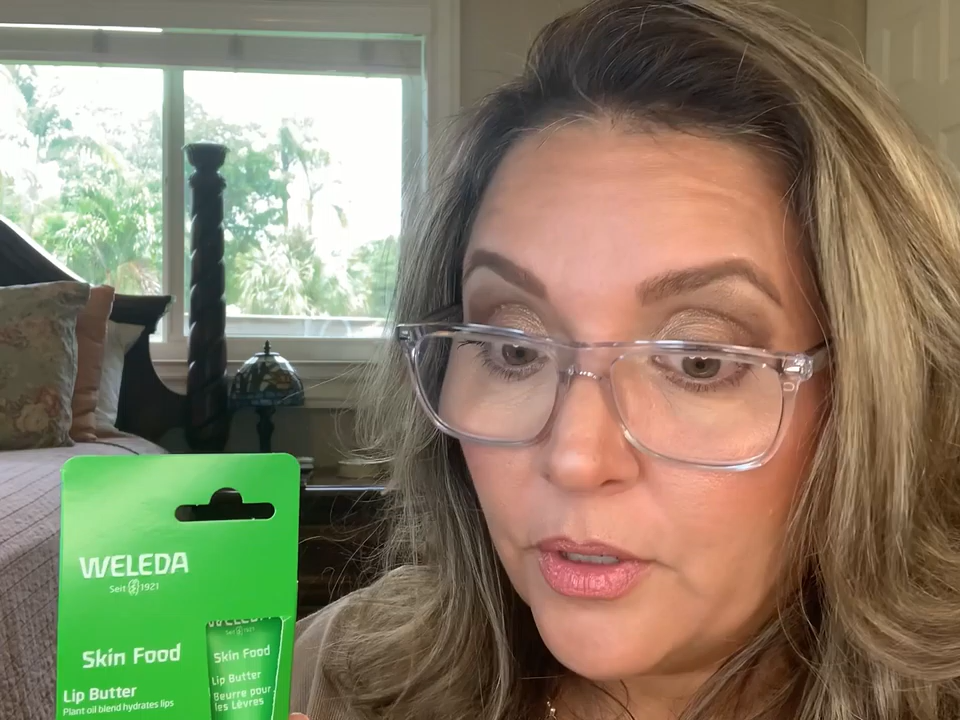 WELEDA
Seit 1921
Skin Food
Lip Butter
Plant oil blend hydrates lips
WELEDA
Seit 1921
Skin Food
Lip Butter
Beurre pour
les Lèvres